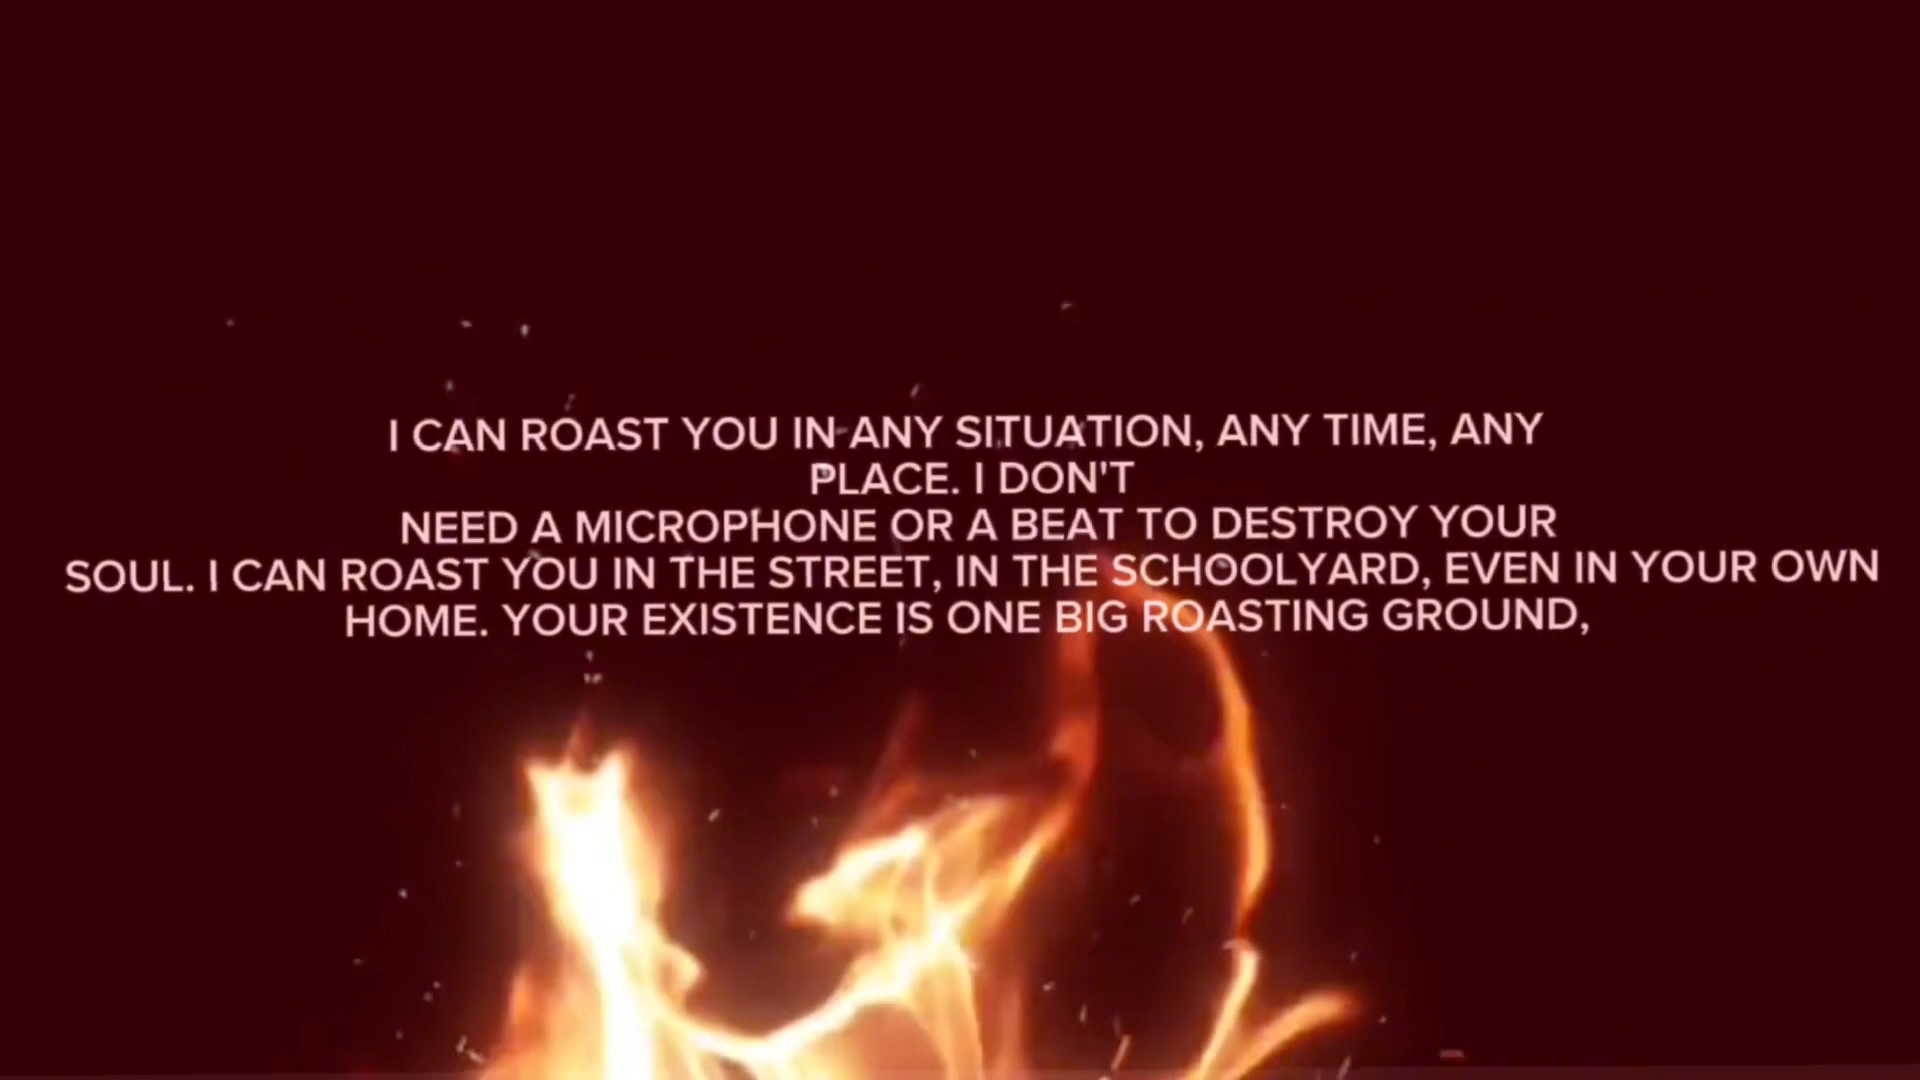 I CAN ROAST YOU IN ANY SITUATION, ANY TIME, ANY
PLACE. I DON'T
NEED A MICROPHONE OR A BEAT TO DESTROY YOUR
SOUL. I CAN ROAST YOU IN THE STREET, IN THE SCHOOLYARD, EVEN IN YOUR OWN
HOME. YOUR EXISTENCE IS ONE BIG ROASTING GROUND,